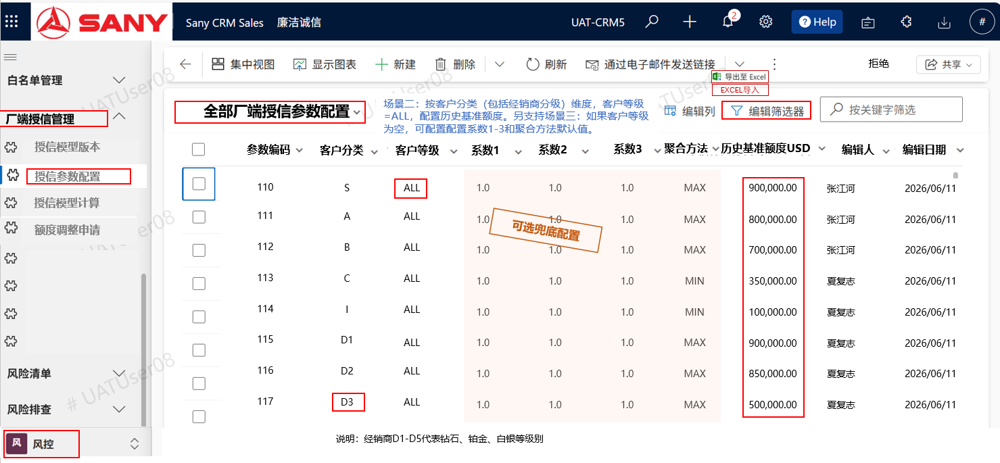 SANY
Sany CRM Sales 廉洁诚信
UAT-CRM5
2
Help
#
集中视图 显示图表 新建 删除 刷新 通过电子邮件发送链接
拒绝 共享
导出至 Excel
EXCEL导入
白名单管理
厂端授信管理
授信模型版本
授信参数配置
授信模型计算
额度调整申请
风险清单
风险排查
风 风控
全部厂端授信参数配置
场景二：按客户分类（包括经销商分级）维度，客户等级
=ALL，配置历史基准额度。另支持场景三：如果客户等级
为空，可配置配置系数1-3和聚合方法默认值。
编辑列 编辑筛选器 按关键字筛选
参数编码 客户分类 客户等级 系数1 系数2 系数3 聚合方法 历史基准额度USD 编辑人 编辑日期
110 S ALL 1.0 1.0 1.0 MAX 900,000.00 张江河 2026/06/11
111 A ALL 1.0 1.0 1.0 MAX 800,000.00 张江河 2026/06/11
可选兜底配置
112 B ALL 1.0 1.0 1.0 MAX 700,000.00 张江河 2026/06/11
113 C ALL 1.0 1.0 1.0 MIN 350,000.00 夏复志 2026/06/11
114 I ALL 1.0 1.0 1.0 MIN 100,000.00 夏复志 2026/06/11
115 D1 ALL 1.0 1.0 1.0 MAX 900,000.00 夏复志 2026/06/11
116 D2 ALL 1.0 1.0 1.0 MAX 850,000.00 夏复志 2026/06/11
117 D3 ALL 1.0 1.0 1.0 MAX 500,000.00 夏复志 2026/06/11
说明：经销商D1-D5代表钻石、铂金、白银等级别
# UATUser08